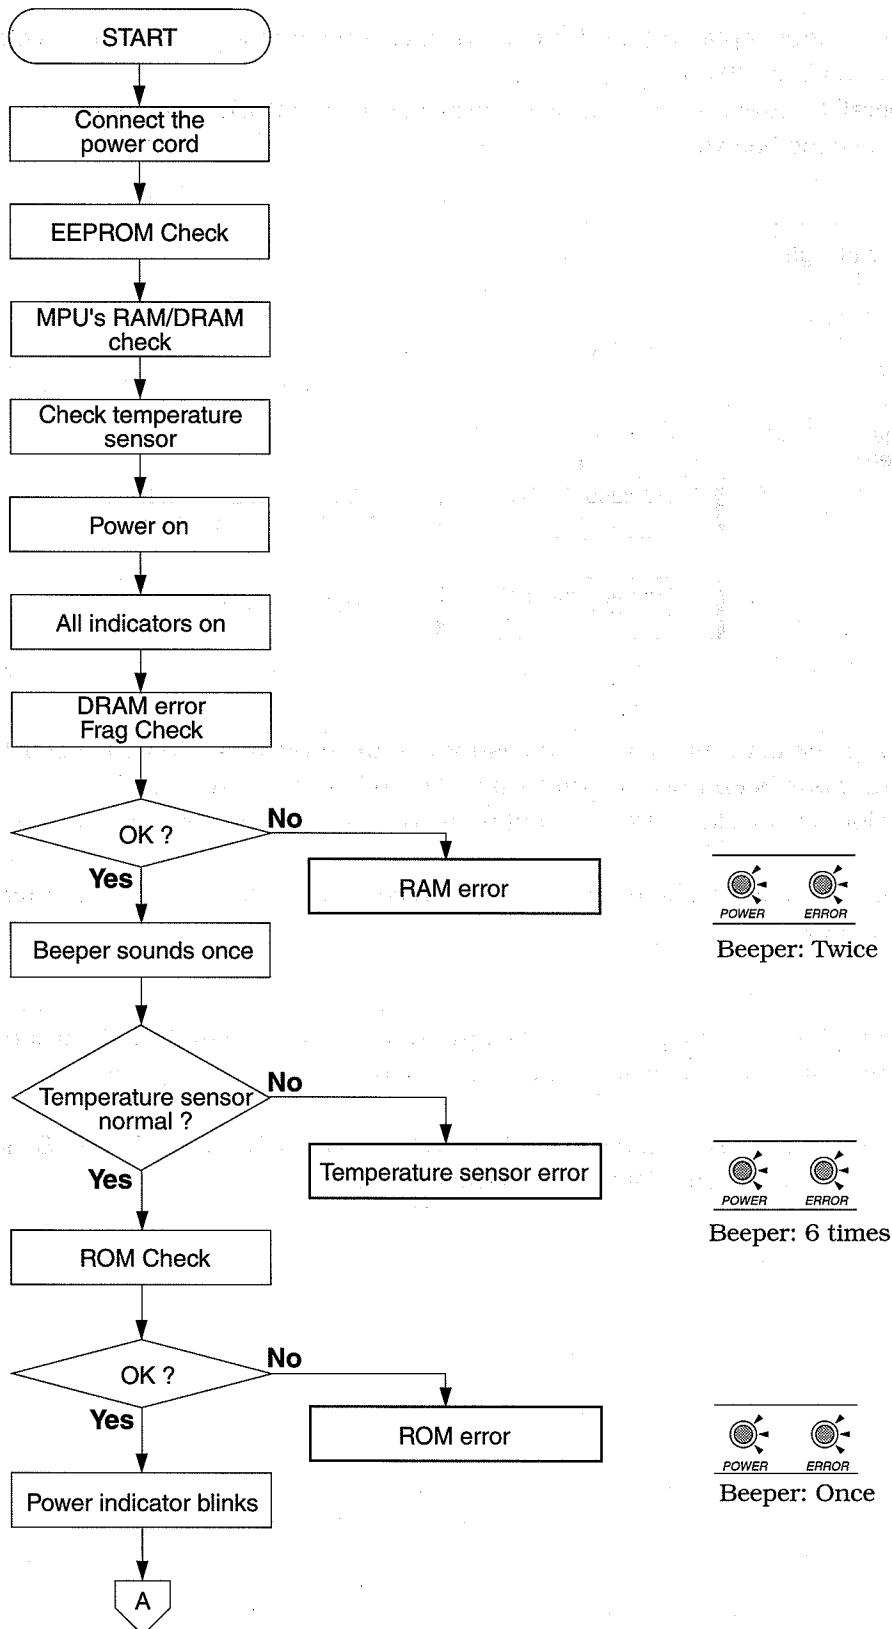 START
Connect the
power cord
EEPROM Check
MPU's RAM/DRAM
check
Check temperature
sensor
Power on
All indicators on
DRAM error
Frag Check
OK ?
No
Yes
RAM error
POWER
ERROR
Beeper: Twice
Beeper sounds once
Temperature sensor
normal ?
No
Yes
Temperature sensor error
POWER
ERROR
Beeper: 6 times
ROM Check
OK ?
No
Yes
ROM error
POWER
ERROR
Beeper: Once
Power indicator blinks
A